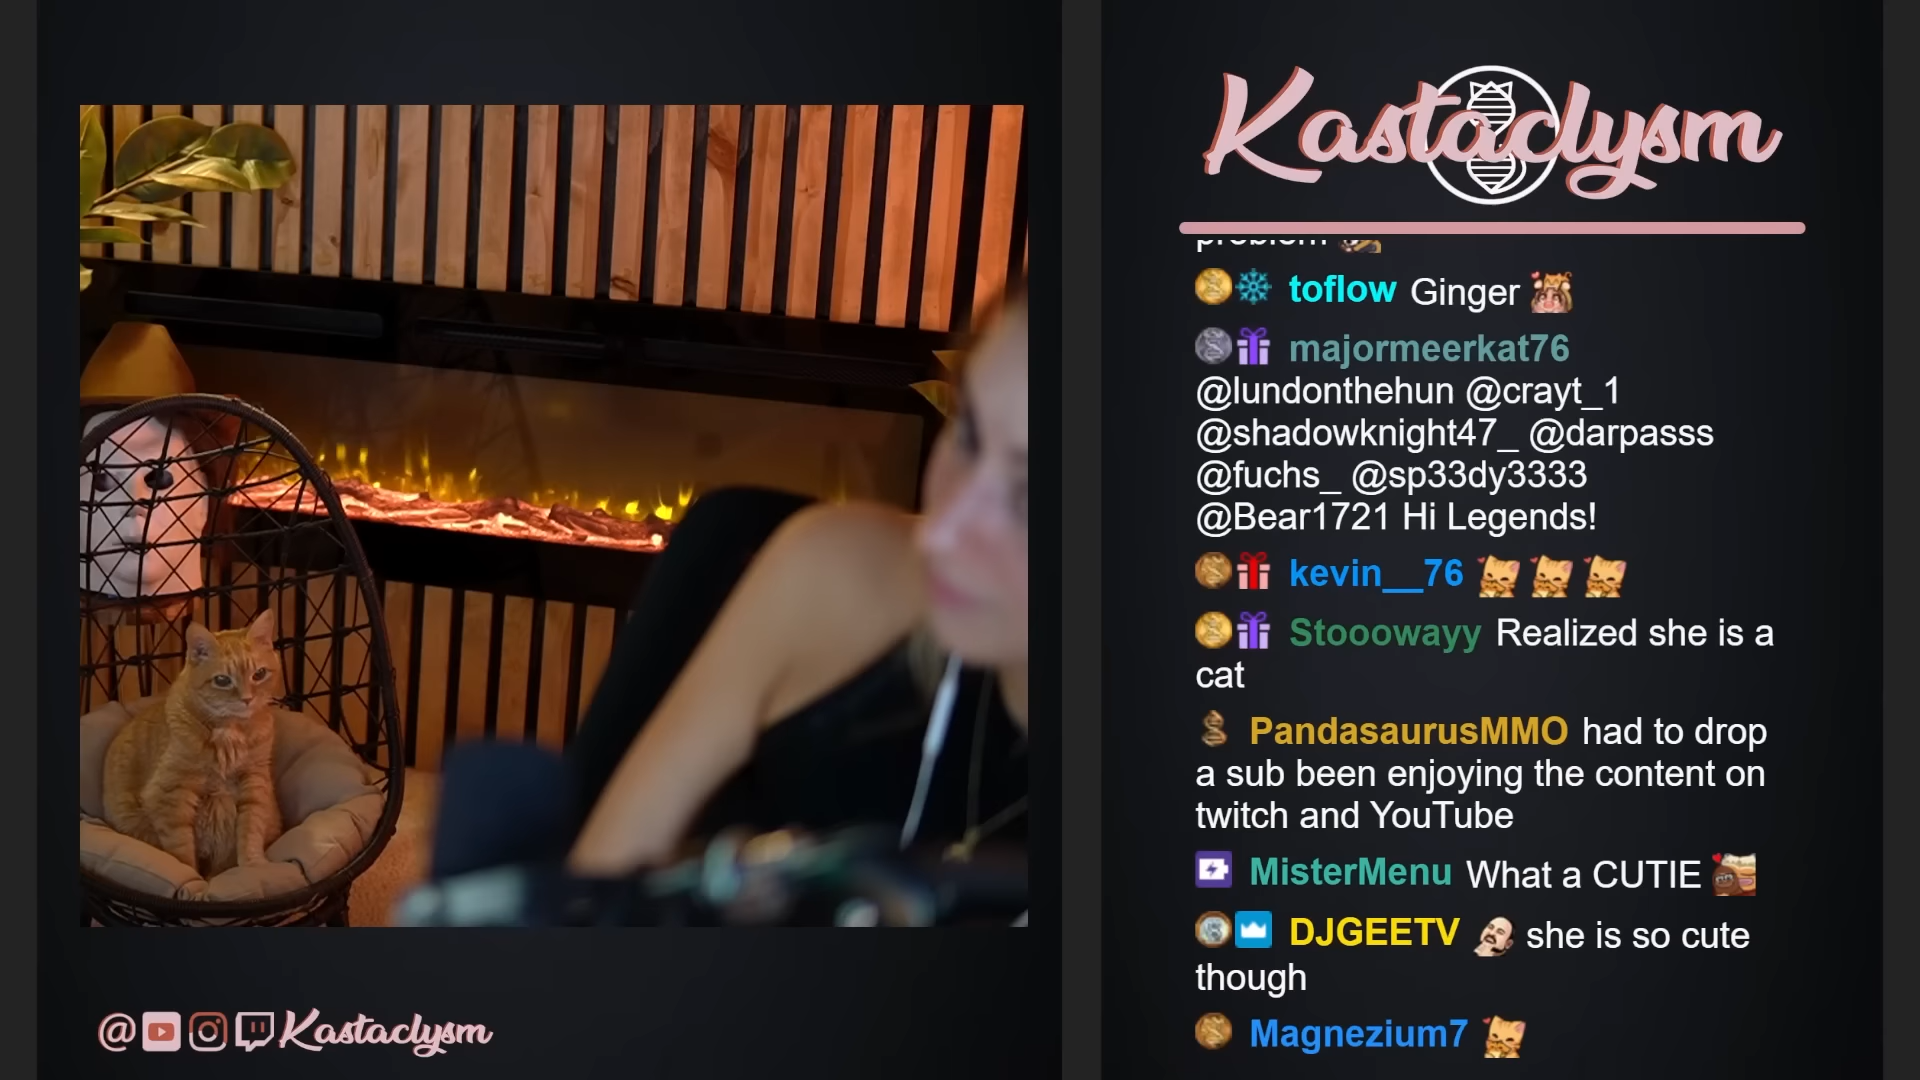 Kastaclysm
problem
toflow Ginger
majormeerkat76
@lundonthehun @crayt_1
@shadowknight47_ @darpasss
@fuchs_ @sp33dy3333
@Bear1721 Hi Legends!
kevin__76
Stooowayy Realized she is a
cat
PandasaurusMMO had to drop
a sub been enjoying the content on
twitch and YouTube
MisterMenu What a CUTIE
DJGEETV she is so cute
though
Magnezium7
@ Kastaclysm